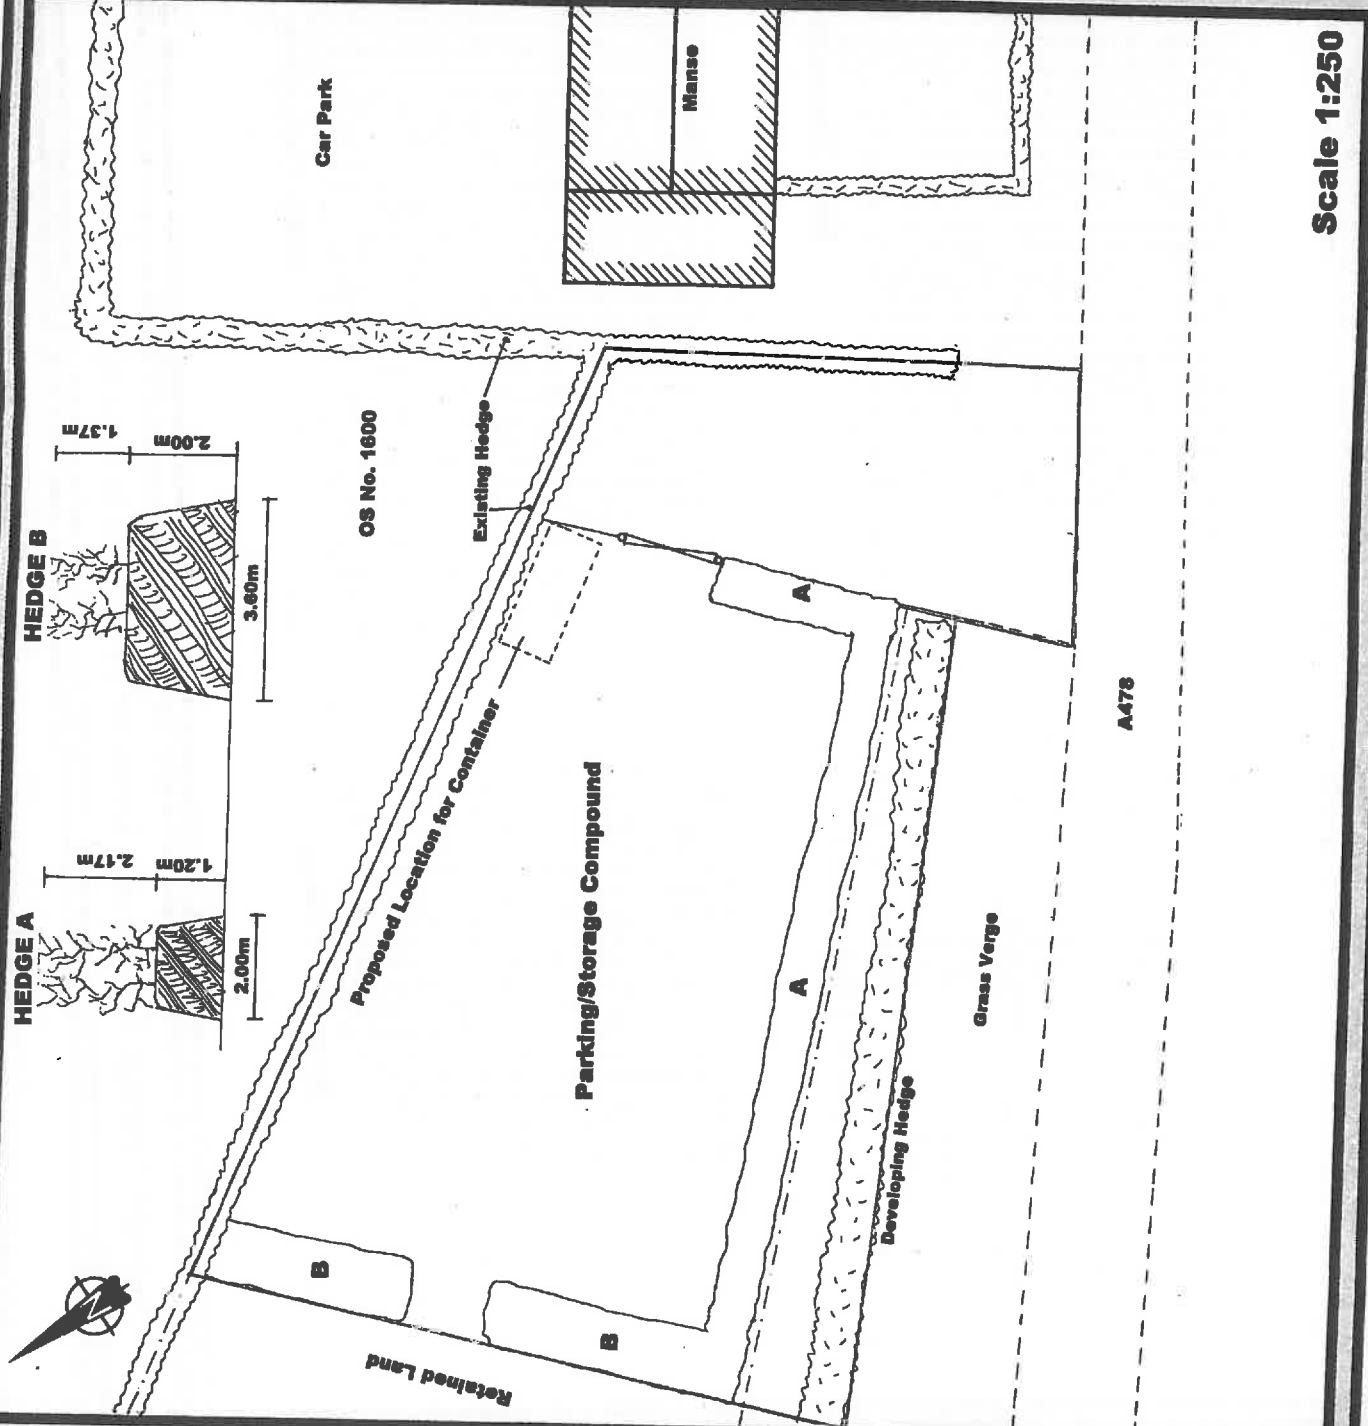 HEDGE A
2.17m
1.20m
2.00m
HEDGE B
1.37m
2.00m
3.60m
OS No. 1600
Car Park
Manse
Existing Hedge
Proposed Location for Container
Parking/Storage Compound
A
A
B
B
Retained Land
Developing Hedge
Grass Verge
A478
Scale 1:250